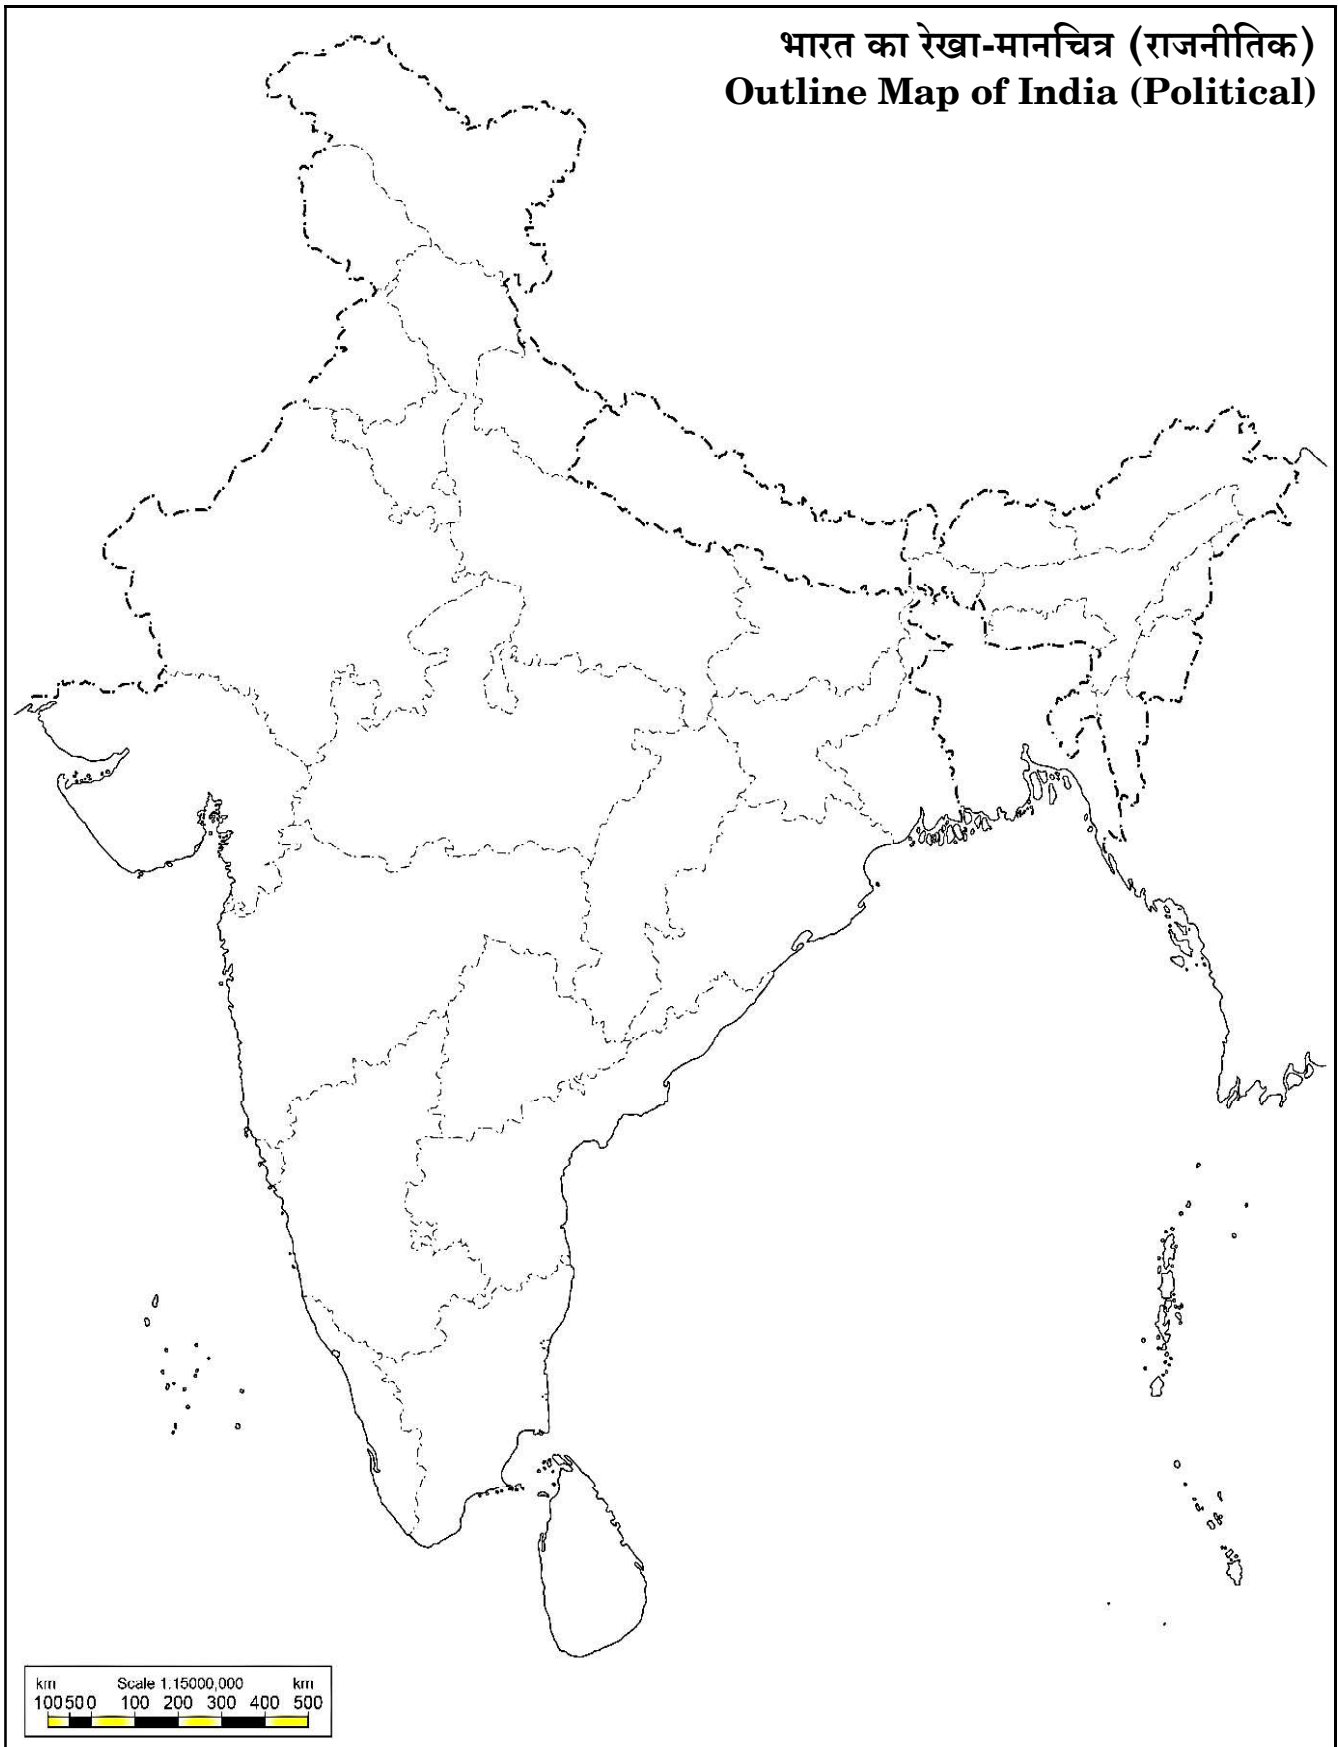 भारत का रेखा-मानचित्र (राजनीतिक)
Outline Map of India (Political)
km Scale 1:15000,000 km
100 50 0 100 200 300 400 500